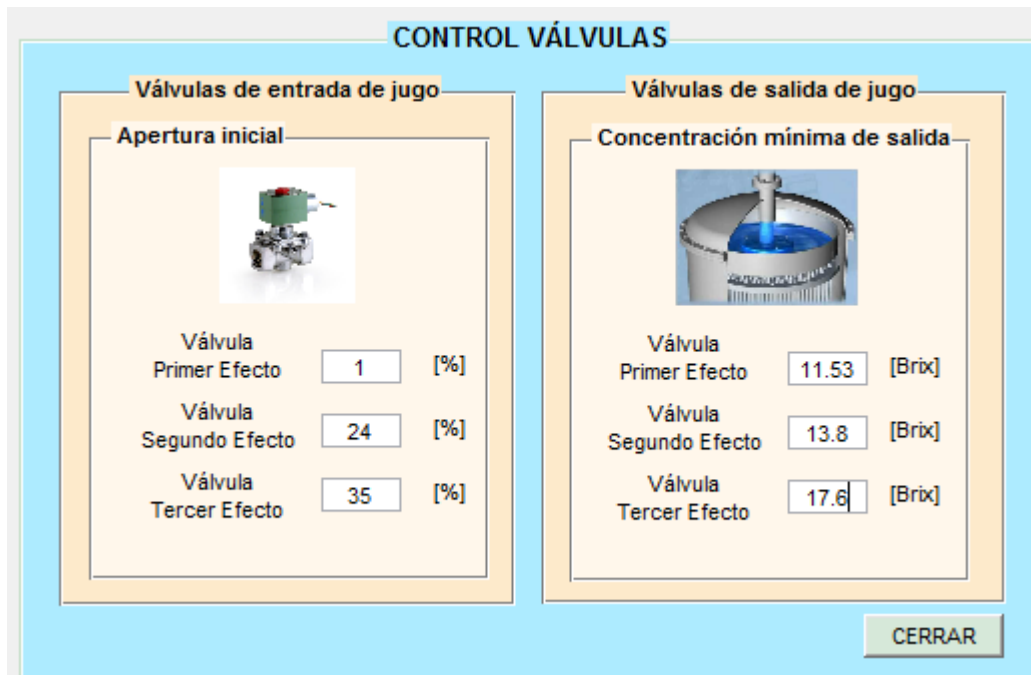 CONTROL VÁLVULAS
Válvulas de entrada de jugo
Apertura inicial
Válvula
Primer Efecto
1
[%]
Válvula
Segundo Efecto
24
[%]
Válvula
Tercer Efecto
35
[%]
Válvulas de salida de jugo
Concentración mínima de salida
Válvula
Primer Efecto
11.53
[Brix]
Válvula
Segundo Efecto
13.8
[Brix]
Válvula
Tercer Efecto
17.6
[Brix]
CERRAR